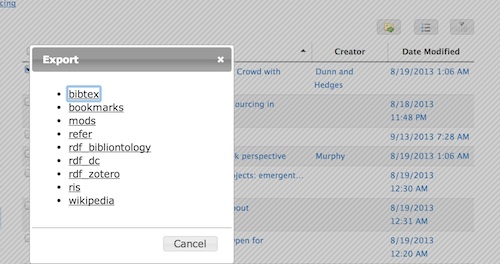 cing
Creator
Date Modified
Export
bibtex
bookmarks
mods
refer
rdf_bibliontology
rdf_dc
rdf_zotero
ris
wikipedia
Cancel
Crowd with
Dunn and
Hedges
8/19/2013 1:06 AM
ourcing in
8/18/2013
11:48 PM
9/13/2013 7:28 AM
k perspective
Murphy
8/19/2013 1:06 AM
ojects: emergent...
8/19/2013
12:30 AM
bout
8/19/2013
12:31 AM
pen for
8/19/2013
12:20 AM